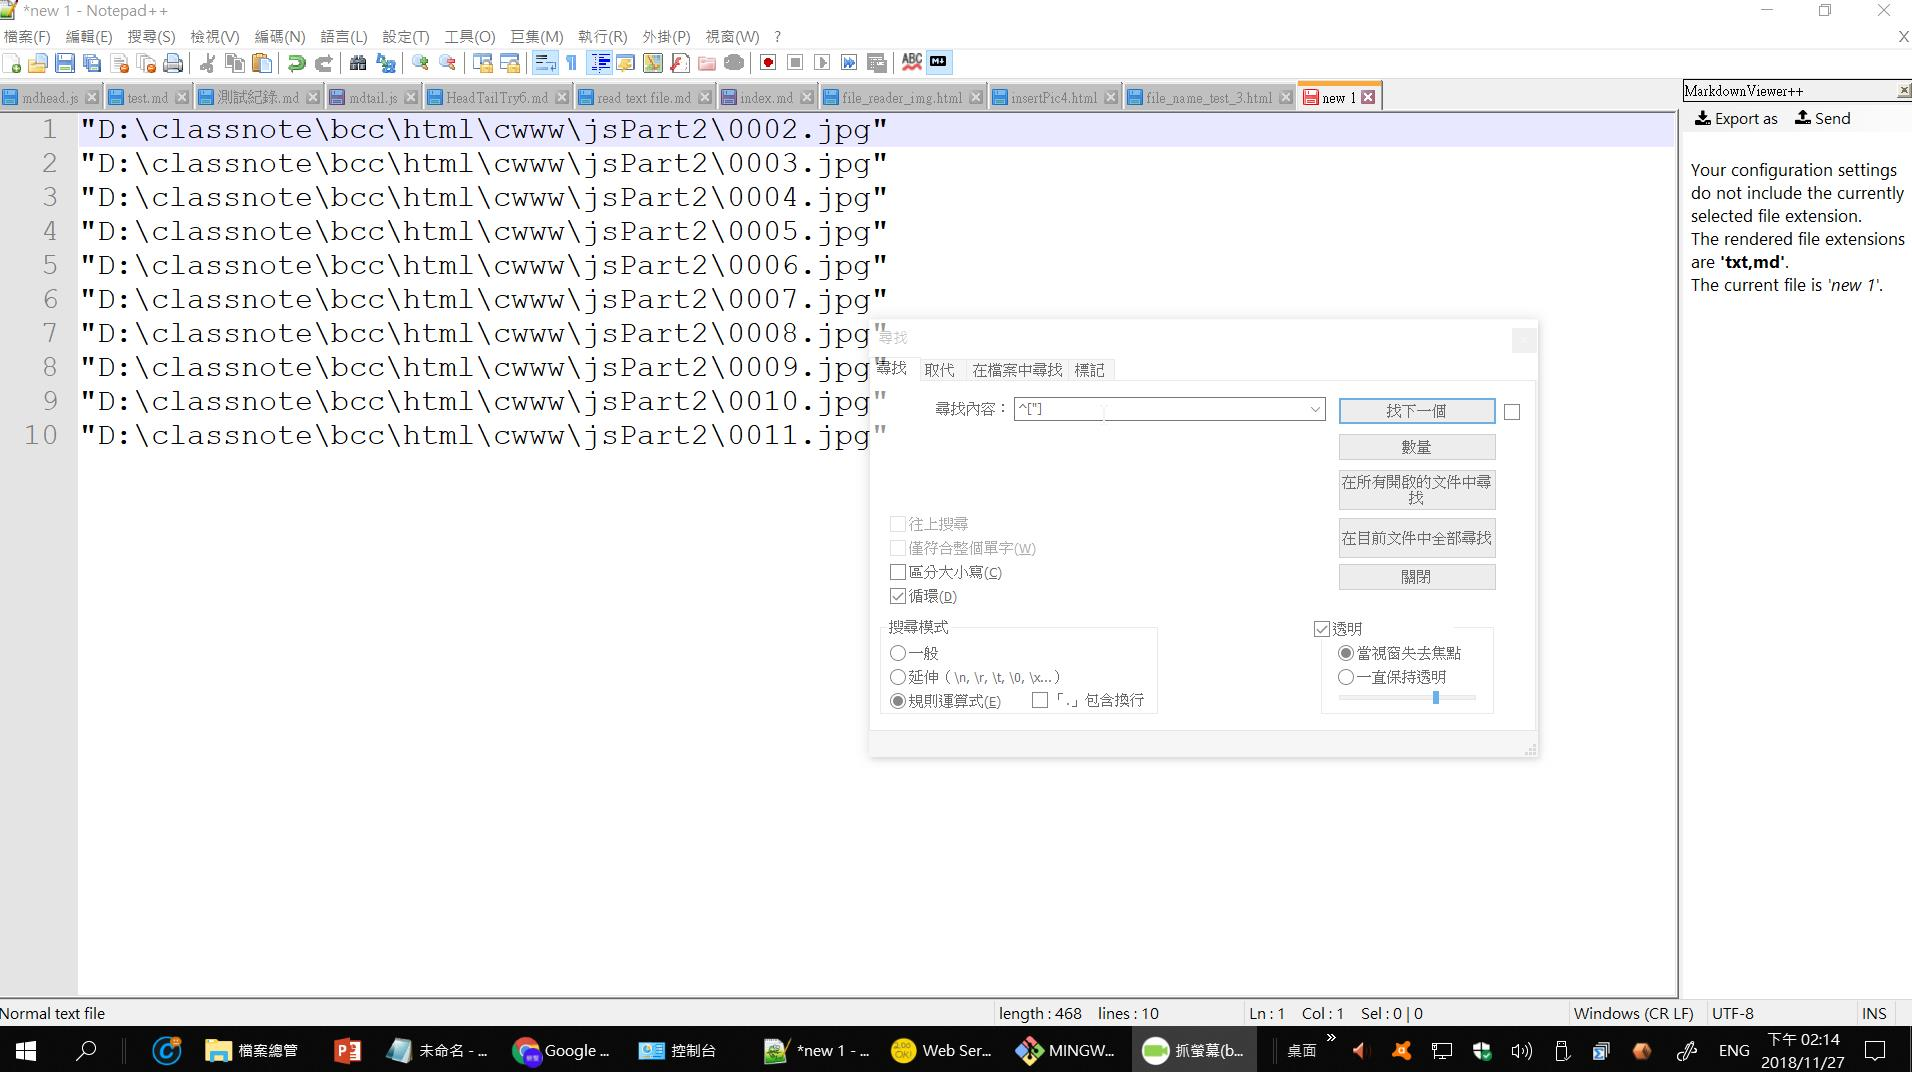 *new 1 - Notepad++
檔案(F) 編輯(E) 搜尋(S) 檢視(V) 編碼(N) 語言(L) 設定(T) 工具(O) 巨集(M) 執行(R) 外掛(P) 視窗(W) ? X
ABC M↓
mdhead.js test.md 測試紀錄.md mdtail.js HeadTailTry6.md read text file.md index.md file_reader_img.html insertPic4.html file_name_test_3.html new 1
1 "D:\classnote\bcc\html\cwww\jsPart2\0002.jpg"
2 "D:\classnote\bcc\html\cwww\jsPart2\0003.jpg"
3 "D:\classnote\bcc\html\cwww\jsPart2\0004.jpg"
4 "D:\classnote\bcc\html\cwww\jsPart2\0005.jpg"
5 "D:\classnote\bcc\html\cwww\jsPart2\0006.jpg"
6 "D:\classnote\bcc\html\cwww\jsPart2\0007.jpg"
7 "D:\classnote\bcc\html\cwww\jsPart2\0008.jpg"
8 "D:\classnote\bcc\html\cwww\jsPart2\0009.jpg"
9 "D:\classnote\bcc\html\cwww\jsPart2\0010.jpg"
10 "D:\classnote\bcc\html\cwww\jsPart2\0011.jpg"
MarkdownViewer++
Export as Send
Your configuration settings
do not include the currently
selected file extension.
The rendered file extensions
are 'txt,md'.
The current file is 'new 1'.
尋找
尋找 取代 在檔案中尋找 標記
尋找內容： ^["] 找下一個
數量
在所有開啟的文件中尋
找
在目前文件中全部尋找
關閉
往上搜尋
僅符合整個單字(W)
區分大小寫(C)
循環(D)
搜尋模式
一般
延伸（\n, \r, \t, \0, \x...）
規則運算式(E) 「.」包含換行
透明
當視窗失去焦點
一直保持透明
Normal text file length : 468 lines : 10 Ln : 1 Col : 1 Sel : 0 | 0 Windows (CR LF) UTF-8 INS
檔案總管 未命名 - ... Google ... 控制台 *new 1 - ... Web Ser... MINGW... 抓螢幕(b... 桌面 » ENG 下午 02:14
2018/11/27